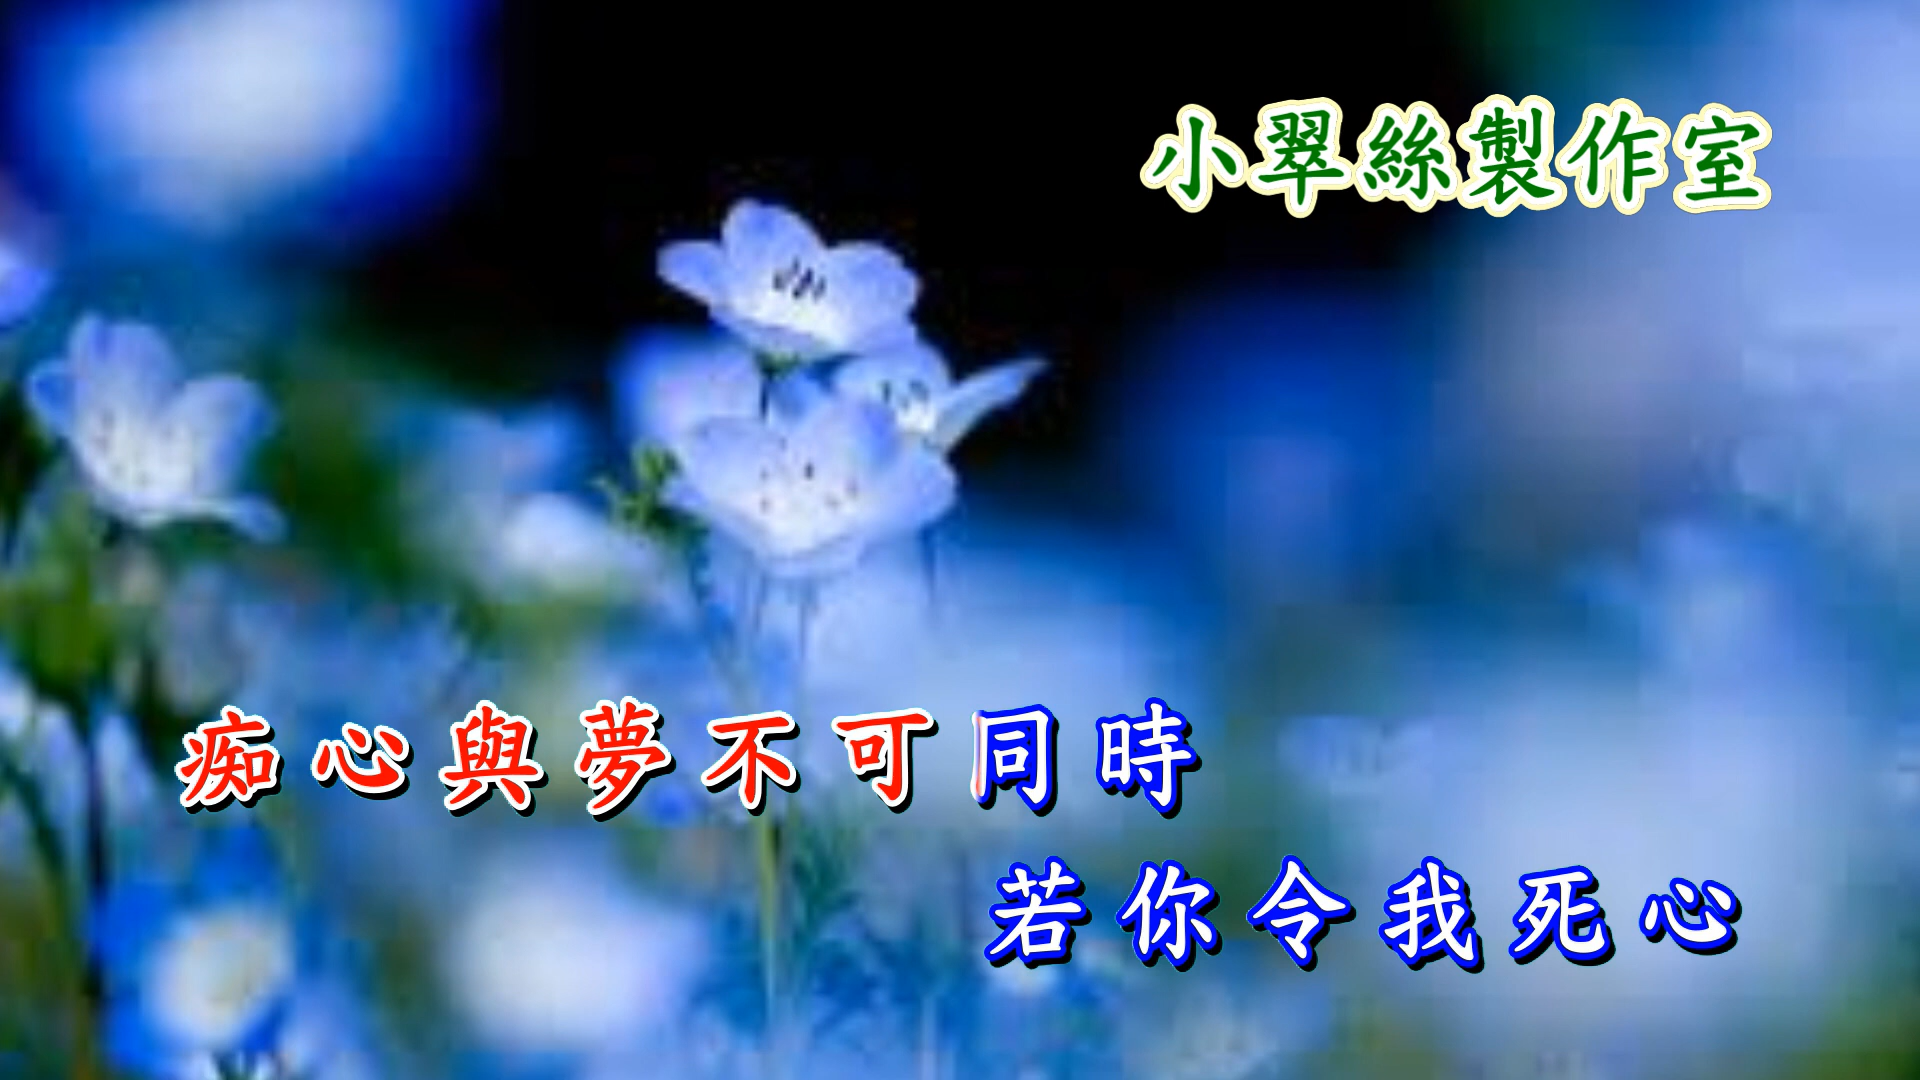 小翠絲製作室
痴心與夢不可同時
若你令我死心